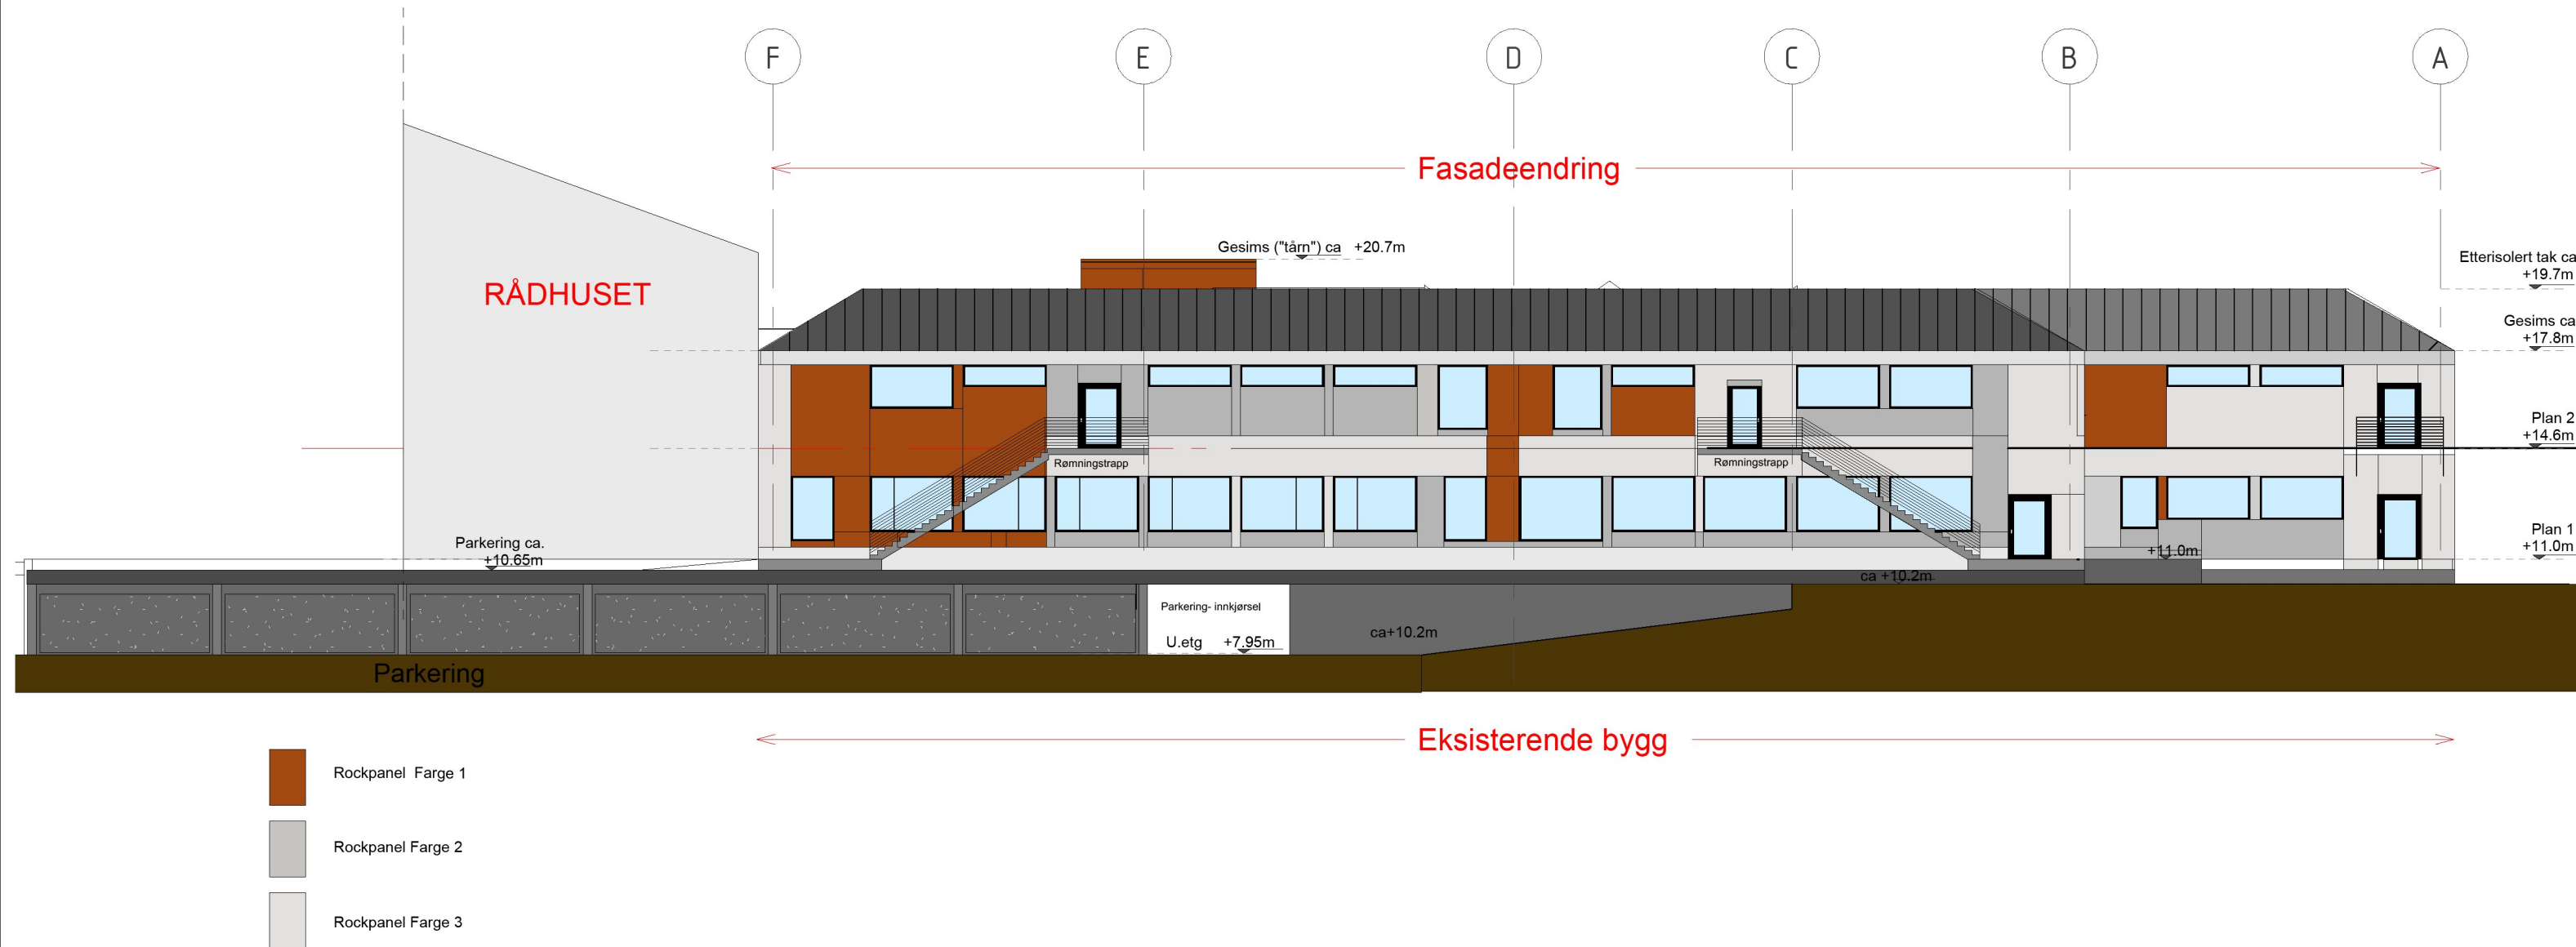 F
E
D
C
B
A
Fasadeendring
Gesims ("tårn") ca +20.7m
Etterisolert tak ca
+19.7m
RÅDHUSET
Gesims ca
+17.8m
Plan 2
+14.6m
Rømningstrapp
Rømningstrapp
Plan 1
+11.0m
Parkering ca.
+10.65m
+11.0m
ca +10.2m
Parkering- innkjørsel
ca+10.2m
U.etg +7.95m
Parkering
Eksisterende bygg
Rockpanel Farge 1
Rockpanel Farge 2
Rockpanel Farge 3